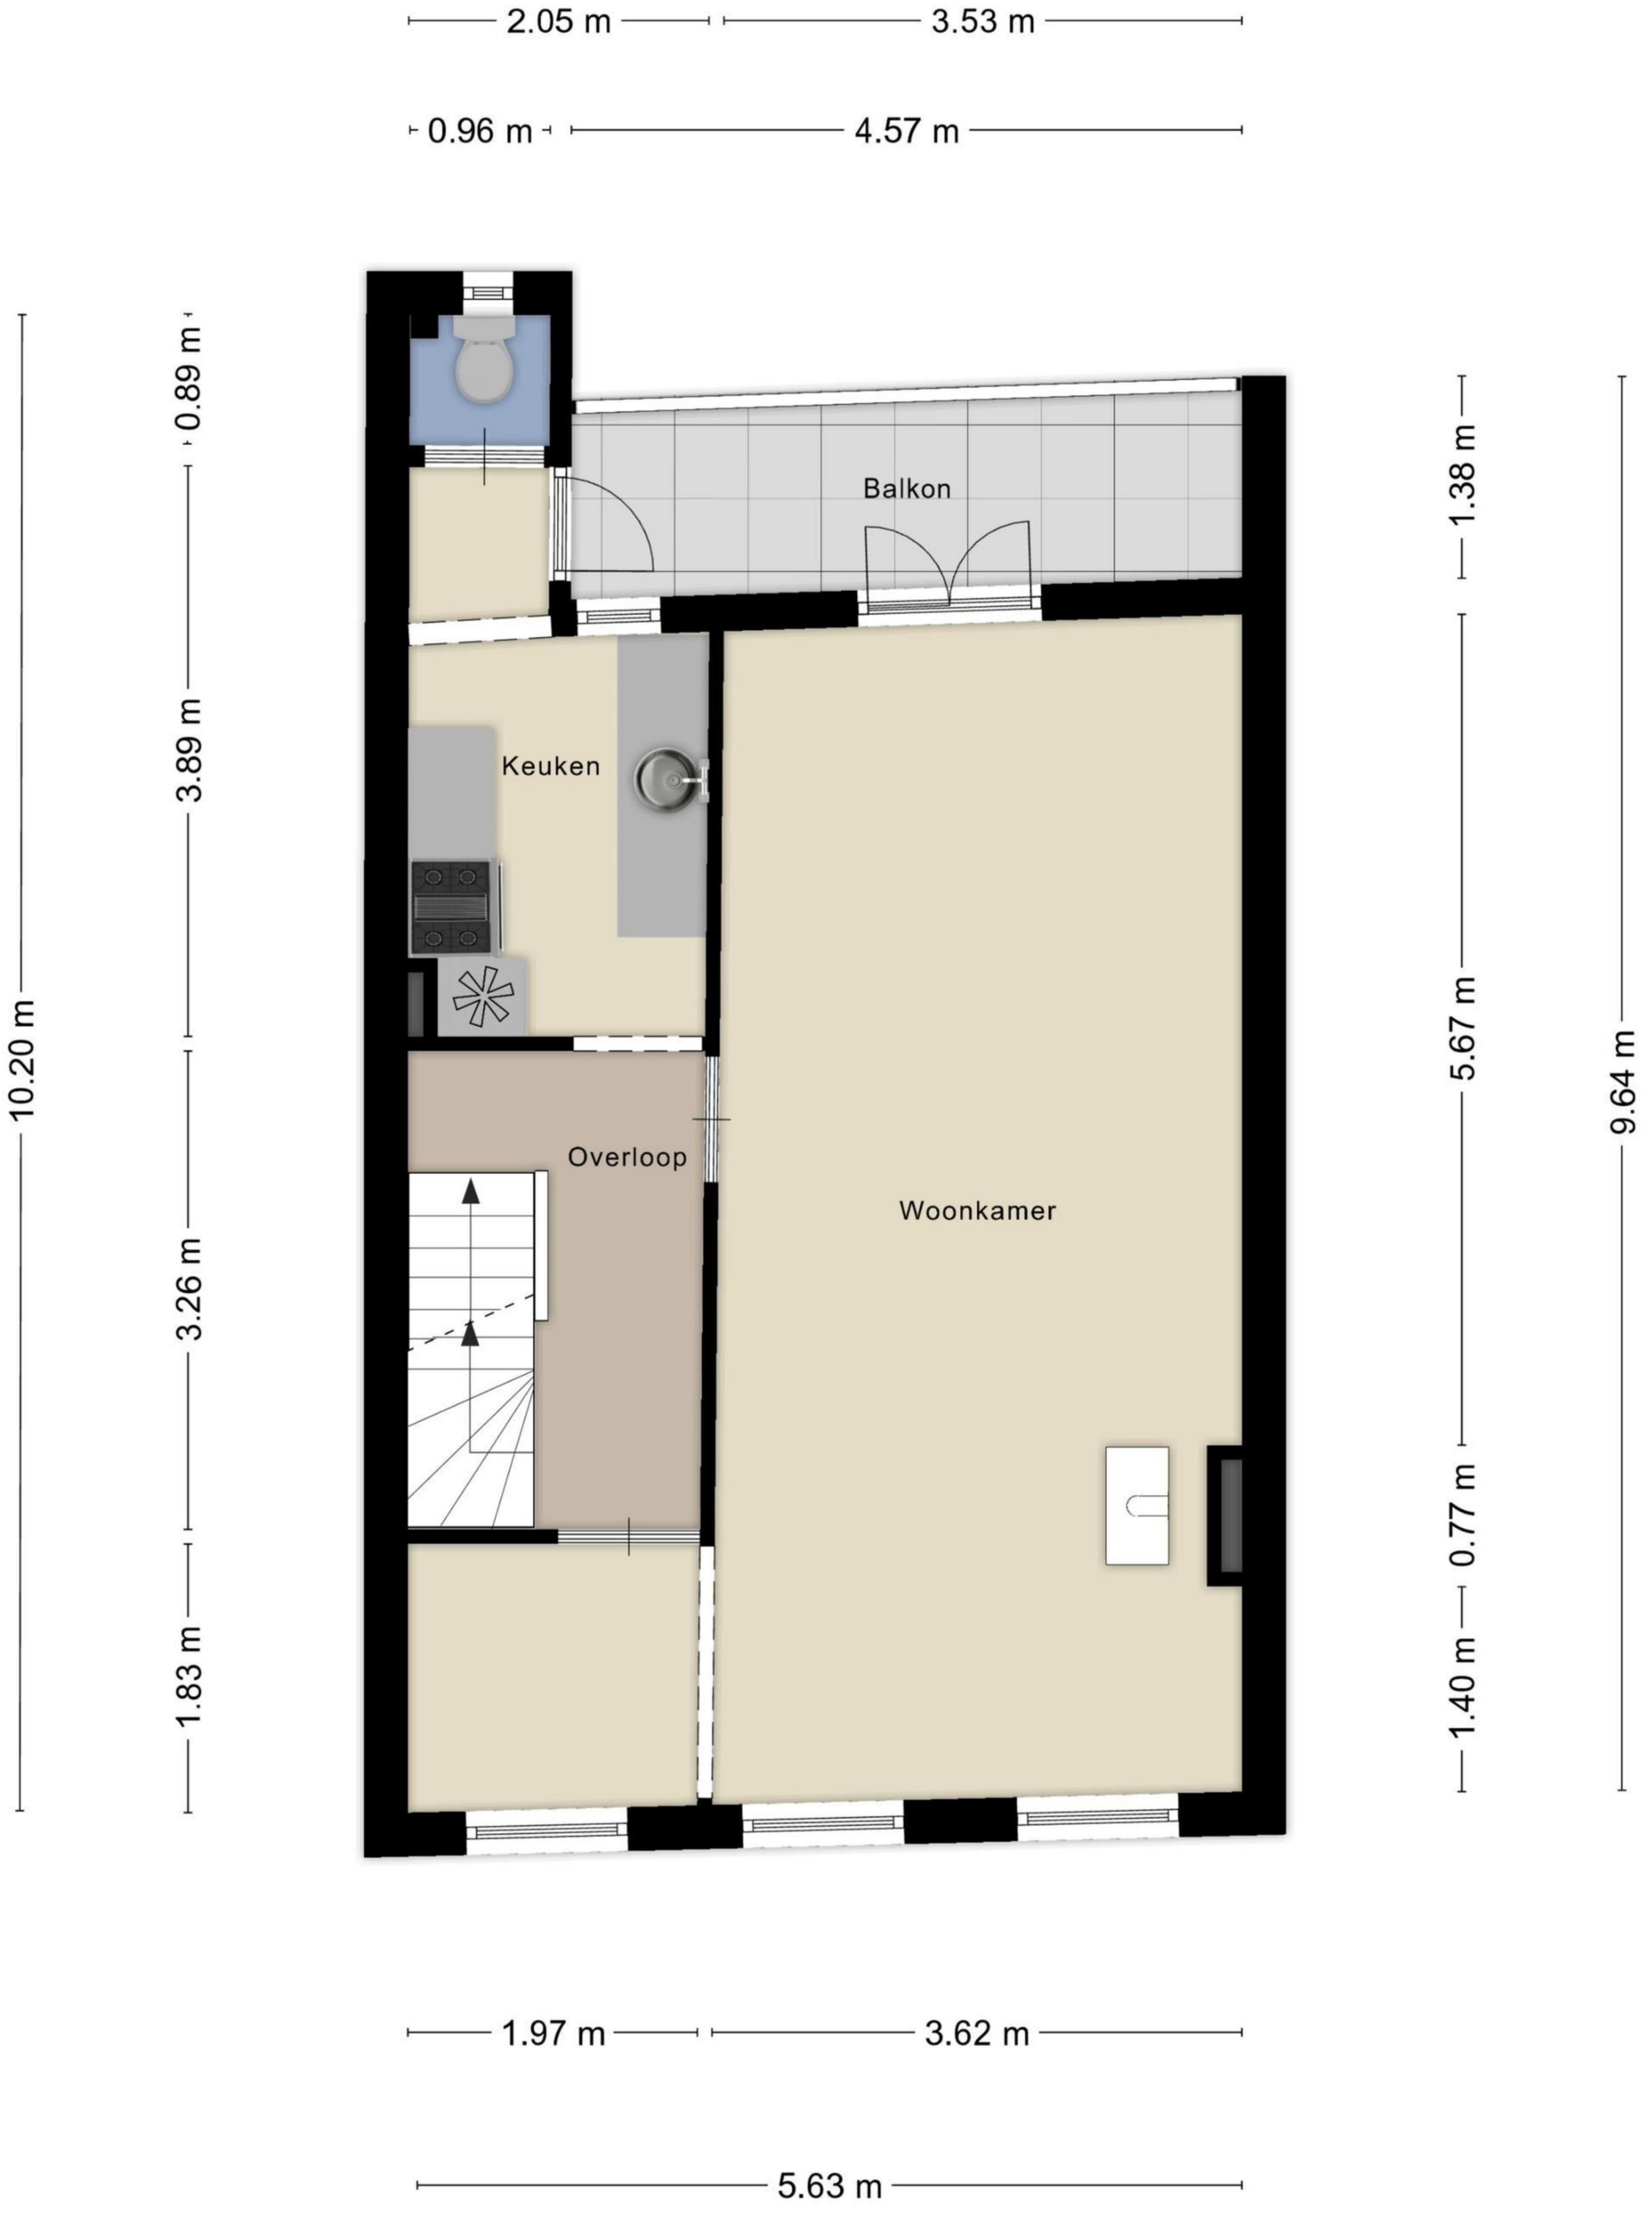 2.05 m
3.53 m
0.96 m
4.57 m
0.89 m
Balkon
1.38 m
3.89 m
Keuken
10.20 m
5.67 m
9.64 m
Overloop
Woonkamer
3.26 m
0.77 m
1.83 m
1.40 m
1.97 m
3.62 m
5.63 m